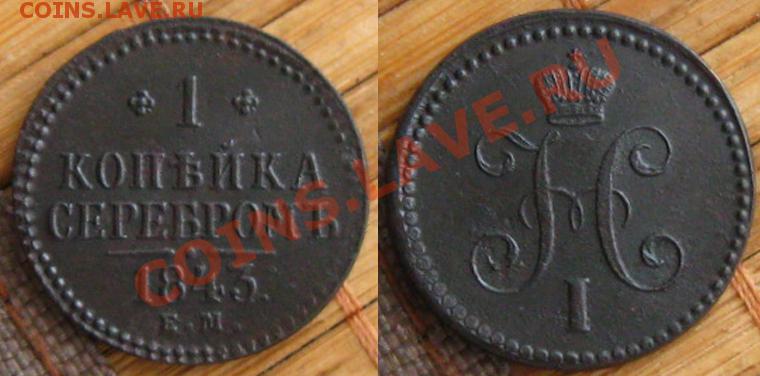 COINS.LAVE.RU
1
КОПѢЙКА
СЕРЕБРОМЪ
1843.
Е.М.
COINS.LAVE.RU
Н
I
COINS.LAVE.RU